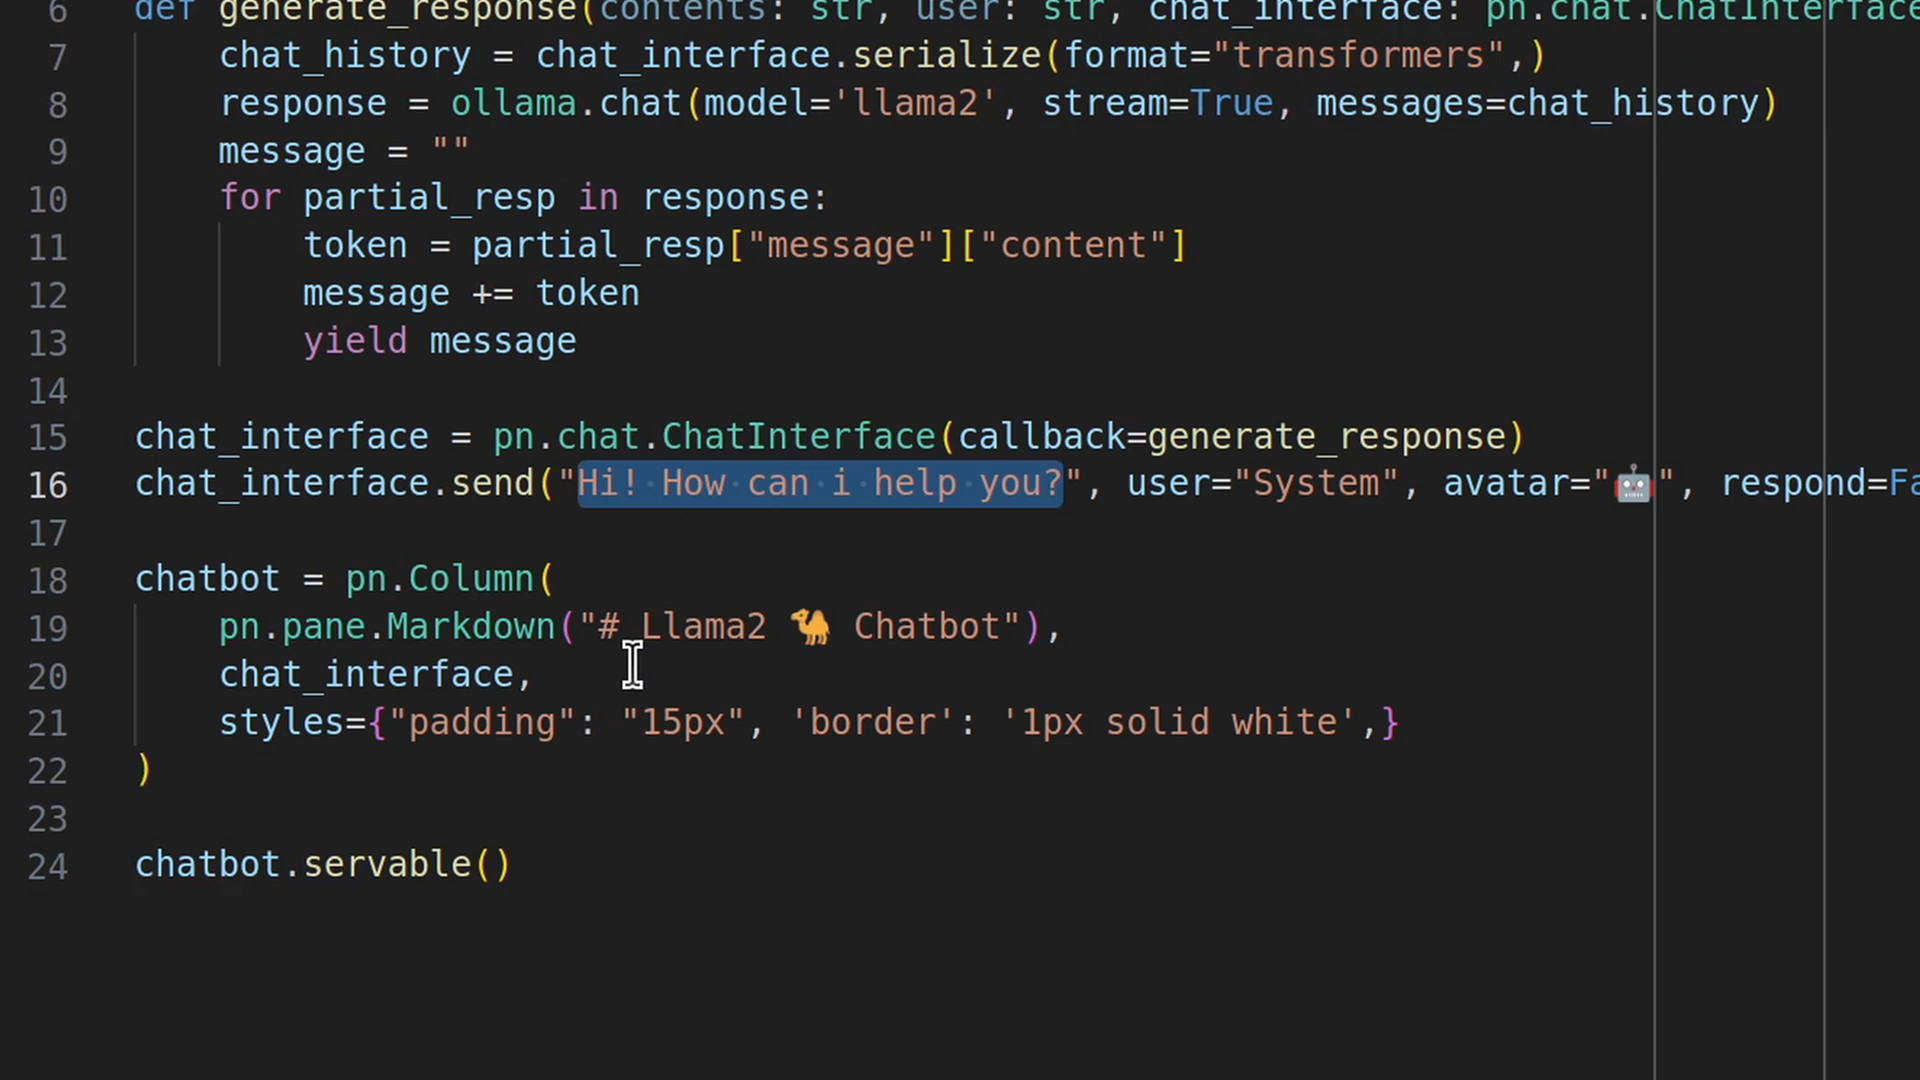 6 def generate_response(contents: str, user: str, chat_interface: pn.chat.ChatInterface
7 chat_history = chat_interface.serialize(format="transformers",)
8 response = ollama.chat(model='llama2', stream=True, messages=chat_history)
9 message = ""
10 for partial_resp in response:
11 token = partial_resp["message"]["content"]
12 message += token
13 yield message
14
15 chat_interface = pn.chat.ChatInterface(callback=generate_response)
16 chat_interface.send("Hi! How can i help you?", user="System", avatar="🤖", respond=Fa
17
18 chatbot = pn.Column(
19 pn.pane.Markdown("# Llama2 🐪 Chatbot"),
20 chat_interface,
21 styles={"padding": "15px", 'border': '1px solid white',}
22 )
23
24 chatbot.servable()